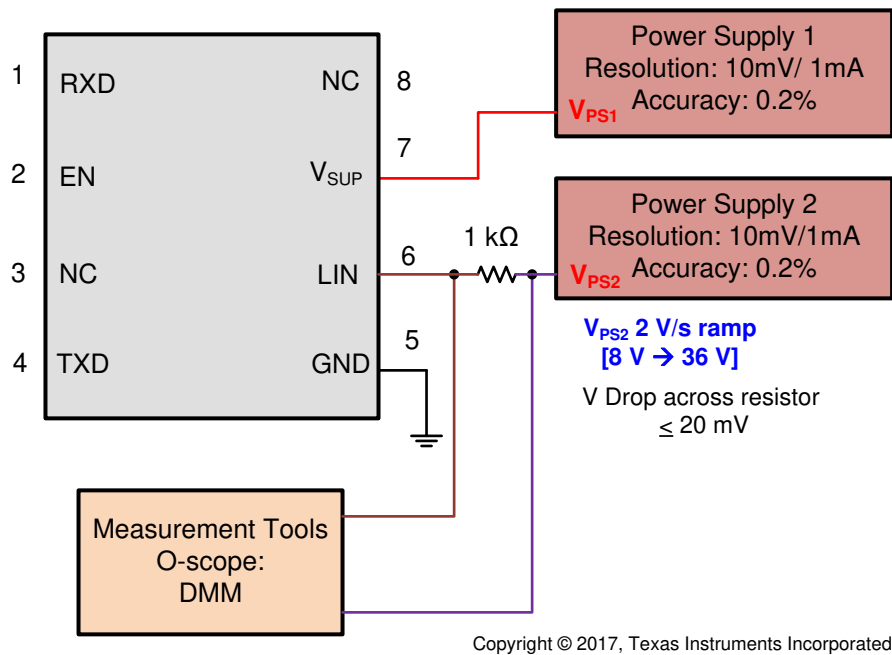 1
RXD
NC
8
2
EN
V_SUP
7
3
NC
LIN
6
4
TXD
GND
5
1 kΩ
Power Supply 1
Resolution: 10mV/ 1mA
V_PS1 Accuracy: 0.2%
Power Supply 2
Resolution: 10mV/1mA
V_PS2 Accuracy: 0.2%
V_PS2 2 V/s ramp
[8 V → 36 V]
V Drop across resistor
≤ 20 mV
Measurement Tools
O-scope:
DMM
Copyright © 2017, Texas Instruments Incorporated